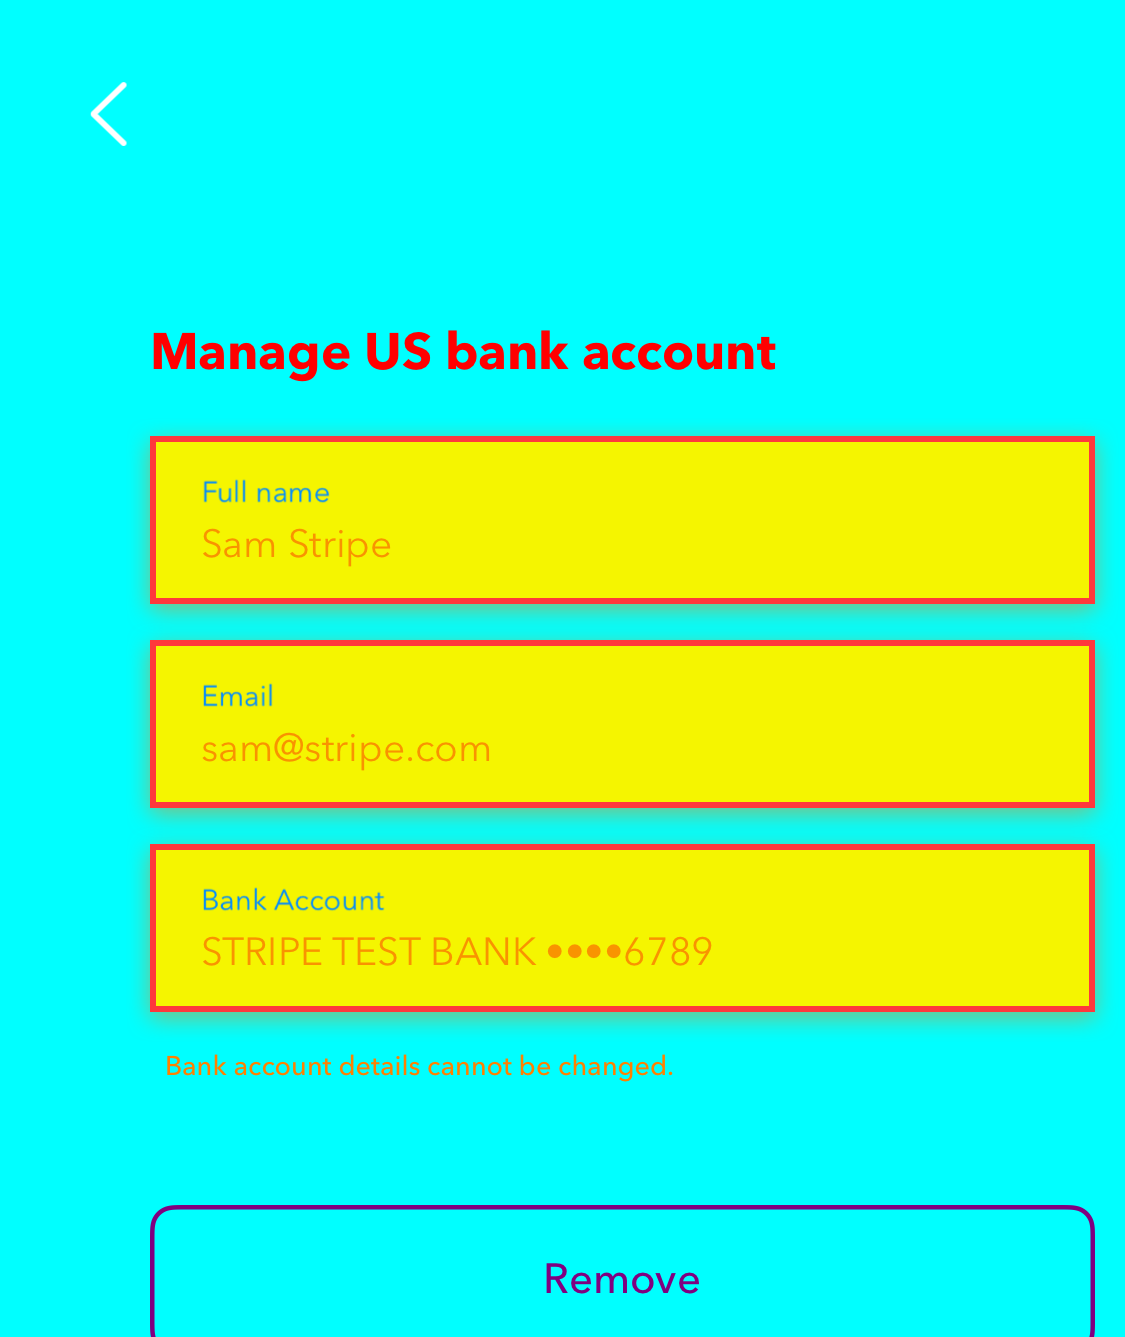 Manage US bank account
Full name
Sam Stripe
Email
sam@stripe.com
Bank Account
STRIPE TEST BANK ••••6789
Bank account details cannot be changed.
Remove